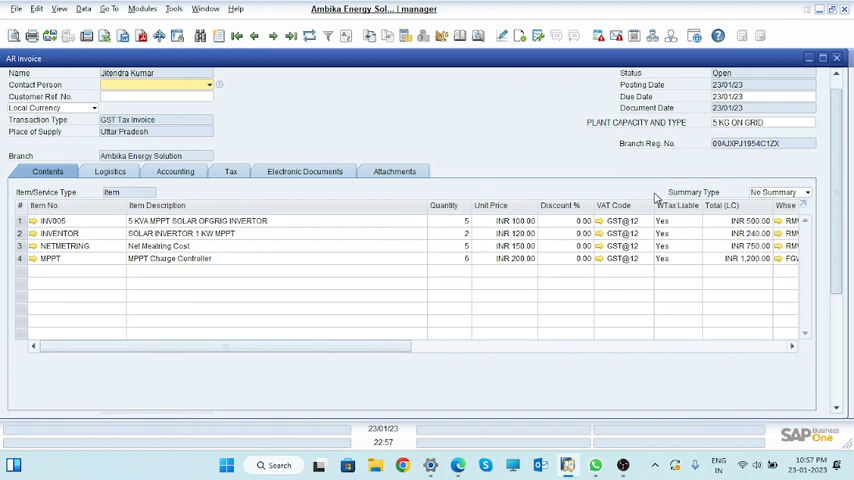 File Edit View Data Go To Modules Tools Window Help
Ambika Energy Sol... | manager
AR Invoice
Name Jitendra Kumar
Contact Person
Customer Ref. No.
Local Currency
Transaction Type GST Tax Invoice
Place of Supply Uttar Pradesh
Branch Ambika Energy Solution
Status Open
Posting Date 23/01/23
Due Date 23/01/23
Document Date 23/01/23
PLANT CAPACITY AND TYPE 5 KG ON GRID
Branch Reg. No. 09AJXPJ1954C1ZX
Contents Logistics Accounting Tax Electronic Documents Attachments
Item/Service Type Item Summary Type No Summary
# Item No. Item Description Quantity Unit Price Discount % VAT Code WTax Liable Total (LC) Whse
1 INV005 5 KVA MPPT SOLAR OFGRIG INVERTOR 5 INR 100.00 0.00 GST@12 Yes INR 500.00 RMW
2 INVENTOR SOLAR INVERTOR 1 KW MPPT 2 INR 120.00 0.00 GST@12 Yes INR 240.00 RMW
3 NETMETRING Net Meatring Cost 5 INR 150.00 0.00 GST@12 Yes INR 750.00 RMW
4 MPPT MPPT Charge Controller 6 INR 200.00 0.00 GST@12 Yes INR 1,200.00 FGW
23/01/23
22:57
SAP Business One
Search
ENG
IN
10:57 PM
23-01-2023